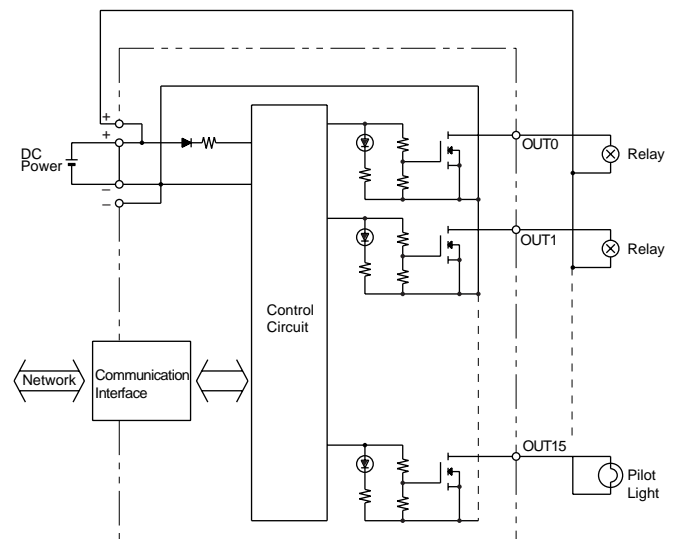 +
+
DC
Power
−
−
OUT0
Relay
OUT1
Relay
Control
Circuit
Network
Communication
Interface
OUT15
Pilot
Light